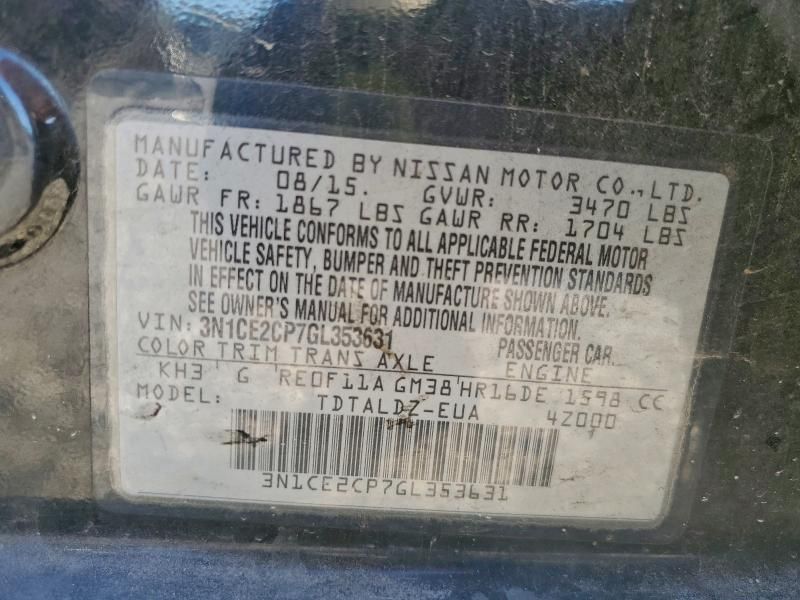 MANUFACTURED BY NISSAN MOTOR CO., LTD.
DATE: 08/15. GVWR: 3470 LBS
GAWR FR: 1867 LBS GAWR RR: 1704 LBS
THIS VEHICLE CONFORMS TO ALL APPLICABLE FEDERAL MOTOR
VEHICLE SAFETY, BUMPER AND THEFT PREVENTION STANDARDS
IN EFFECT ON THE DATE OF MANUFACTURE SHOWN ABOVE.
SEE OWNER'S MANUAL FOR ADDITIONAL INFORMATION.
VIN: 3N1CE2CP7GL353631 PASSENGER CAR
COLOR TRIM TRANS AXLE ENGINE
KH3 G RE0F11A GM38 HR16DE 1598 CC
MODEL: TDTALDZ-EUA 4Z000
3N1CE2CP7GL353631